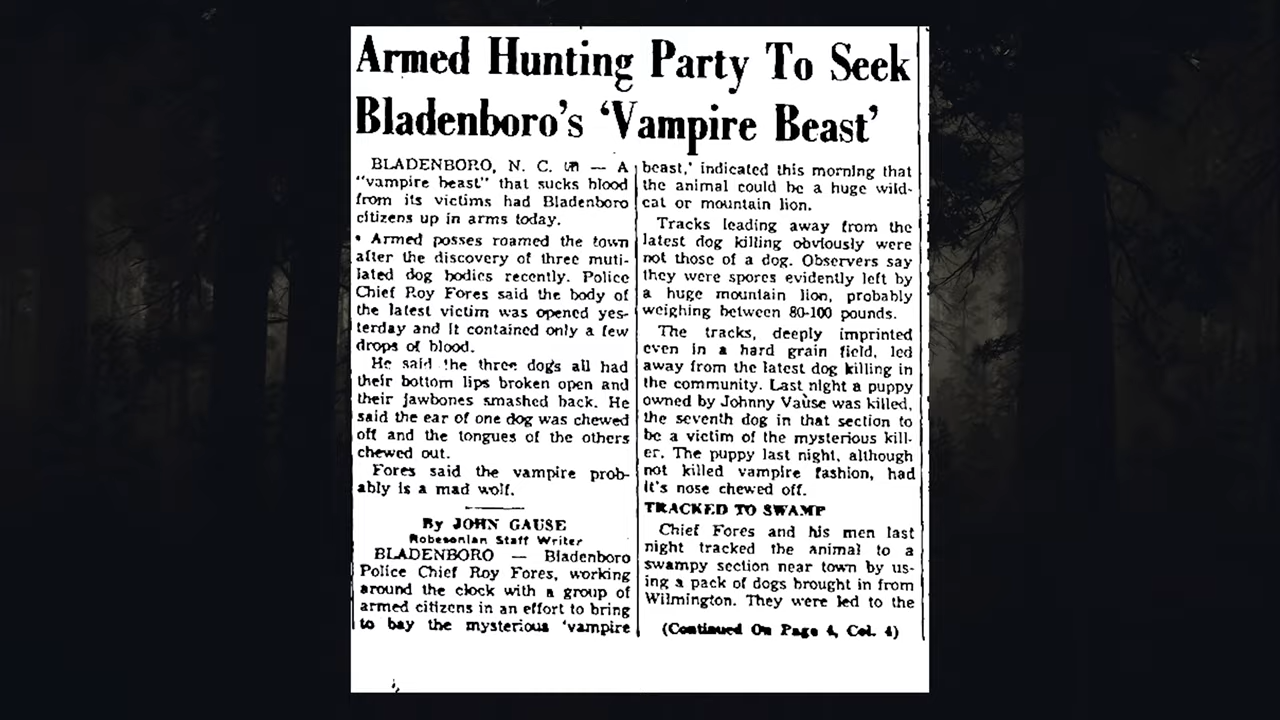 Armed Hunting Party To Seek
Bladenboro's 'Vampire Beast'
BLADENBORO, N. C. — A
"vampire beast" that sucks blood
from its victims had Bladenboro
citizens up in arms today.
Armed posses roamed the town
after the discovery of three muti-
lated dog bodies recently. Police
Chief Roy Fores said the body of
the latest victim was opened yes-
terday and it contained only a few
drops of blood.
He said the three dogs all had
their bottom lips broken open and
their jawbones smashed back. He
said the ear of one dog was chewed
off and the tongues of the others
chewed out.
Fores said the vampire prob-
ably is a mad wolf.
By JOHN GAUSE
Robesonian Staff Writer
BLADENBORO — Bladenboro
Police Chief Roy Fores, working
around the clock with a group of
armed citizens in an effort to bring
to bay the mysterious 'vampire
beast,' indicated this morning that
the animal could be a huge wild-
cat or mountain lion.
Tracks leading away from the
latest dog killing obviously were
not those of a dog. Observers say
they were spores evidently left by
a huge mountain lion, probably
weighing between 80-100 pounds.
The tracks, deeply imprinted
even in a hard grain field, led
away from the latest dog killing in
the community. Last night a puppy
owned by Johnny Vause was killed,
the seventh dog in that section to
be a victim of the mysterious kill-
er. The puppy last night, although
not killed vampire fashion, had
it's nose chewed off.
TRACKED TO SWAMP
Chief Fores and his men last
night tracked the animal to a
swampy section near town by us-
ing a pack of dogs brought in from
Wilmington. They were led to the
(Continued On Page 4, Col. 4)